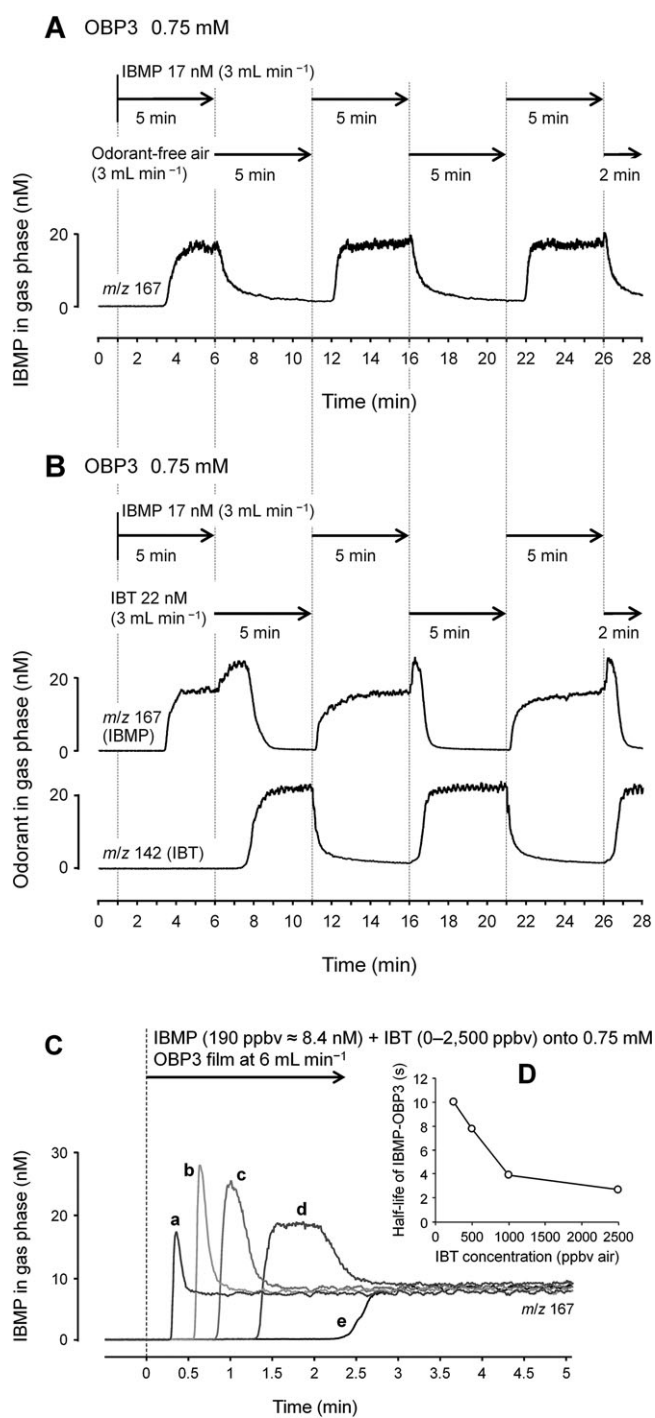 A OBP3 0.75 mM
IBMP 17 nM (3 mL min −1)
5 min 5 min 5 min
Odorant-free air
(3 mL min −1)
5 min 5 min 2 min
IBMP in gas phase (nM)
20
0
m/z 167
0 2 4 6 8 10 12 14 16 18 20 22 24 26 28
Time (min)
B OBP3 0.75 mM
IBMP 17 nM (3 mL min −1)
5 min 5 min 5 min
IBT 22 nM
(3 mL min −1)
5 min 5 min 2 min
Odorant in gas phase (nM)
20
0
m/z 167
(IBMP)
20
0
m/z 142 (IBT)
0 2 4 6 8 10 12 14 16 18 20 22 24 26 28
Time (min)
C
IBMP (190 ppbv ≈ 8.4 nM) + IBT (0–2,500 ppbv) onto 0.75 mM
OBP3 film at 6 mL min−1
IBMP in gas phase (nM)
30
20
10
0
a
b
c
d
e
m/z 167
0 0.5 1 1.5 2 2.5 3 3.5 4 4.5 5
Time (min)
D
Half-life of IBMP-OBP3 (s)
12
10
8
6
4
2
0
0 500 1000 1500 2000 2500
IBT concentration (ppbv air)